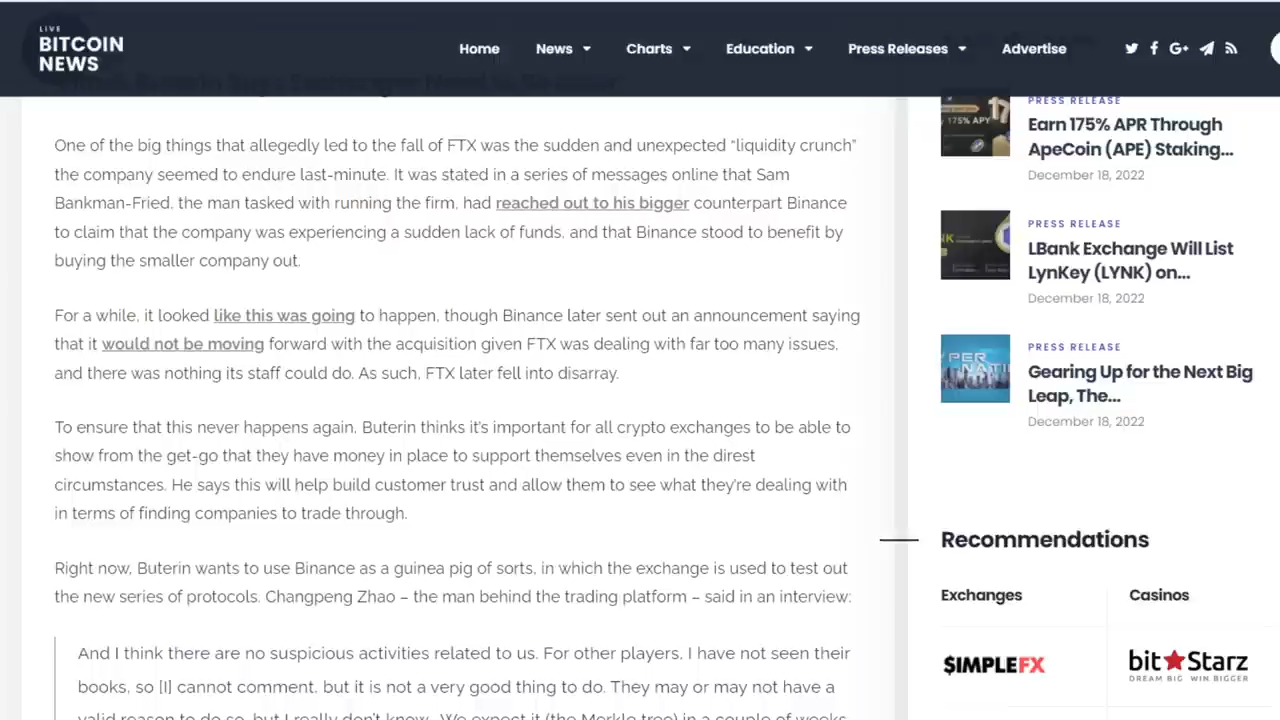 LIVE
BITCOIN
NEWS
Home
News
Charts
Education
Press Releases
Advertise
One of the big things that allegedly led to the fall of FTX was the sudden and unexpected “liquidity crunch”
the company seemed to endure last-minute. It was stated in a series of messages online that Sam
Bankman-Fried, the man tasked with running the firm, had reached out to his bigger counterpart Binance
to claim that the company was experiencing a sudden lack of funds, and that Binance stood to benefit by
buying the smaller company out.
For a while, it looked like this was going to happen, though Binance later sent out an announcement saying
that it would not be moving forward with the acquisition given FTX was dealing with far too many issues,
and there was nothing its staff could do. As such, FTX later fell into disarray.
To ensure that this never happens again, Buterin thinks it’s important for all crypto exchanges to be able to
show from the get-go that they have money in place to support themselves even in the direst
circumstances. He says this will help build customer trust and allow them to see what they’re dealing with
in terms of finding companies to trade through.
Right now, Buterin wants to use Binance as a guinea pig of sorts, in which the exchange is used to test out
the new series of protocols. Changpeng Zhao – the man behind the trading platform – said in an interview:
And I think there are no suspicious activities related to us. For other players, I have not seen their
books, so [I] cannot comment, but it is not a very good thing to do. They may or may not have a
valid reason to do so, but I really don’t know. We expect it (the Merkle tree) in a couple of weeks
PRESS RELEASE
17
175% APY
Earn 175% APR Through
ApeCoin (APE) Staking...
December 18, 2022
PRESS RELEASE
LBank Exchange Will List
LynKey (LYNK) on...
December 18, 2022
PRESS RELEASE
Gearing Up for the Next Big
Leap, The...
December 18, 2022
Recommendations
Exchanges
Casinos
$IMPLEFX
bitStarz
DREAM BIG WIN BIGGER